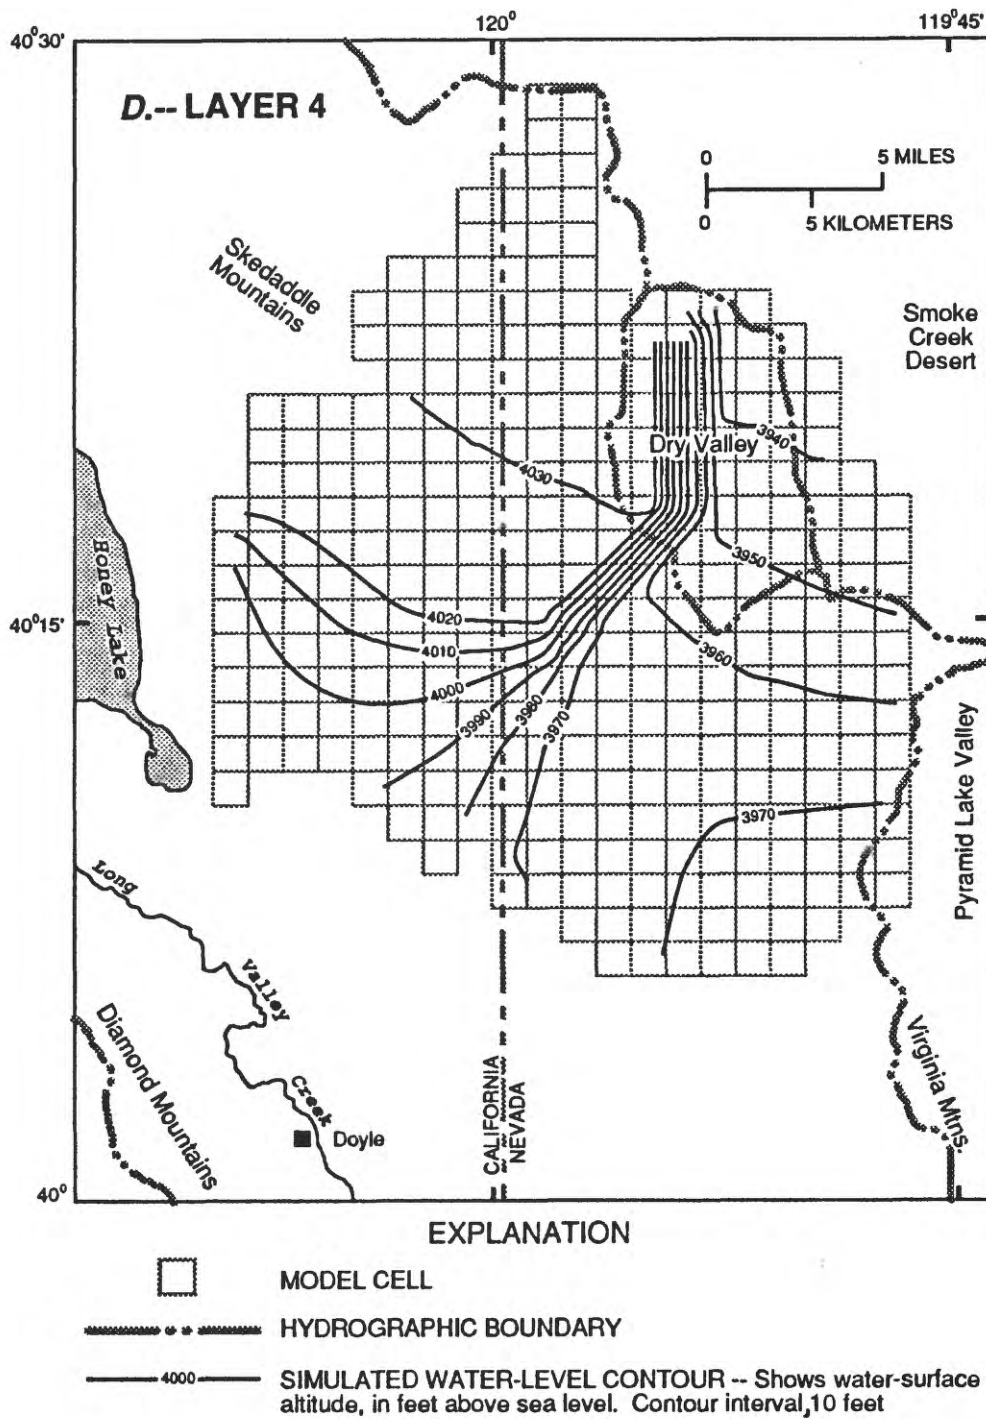 120°
119°45'
40°30'
D.-- LAYER 4
0
5 MILES
0
5 KILOMETERS
Skedaddle
Mountains
Smoke
Creek
Desert
3940
Dry Valley
4030
3950
Honey Lake
40°15'
4020
4010
3960
4000
3990
3980
3970
3970
Pyramid Lake Valley
Long
Valley
Creek
Diamond Mountains
Virginia Mtns.
CALIFORNIA
NEVADA
Doyle
40°
EXPLANATION
MODEL CELL
HYDROGRAPHIC BOUNDARY
4000
SIMULATED WATER-LEVEL CONTOUR -- Shows water-surface
altitude, in feet above sea level. Contour interval, 10 feet